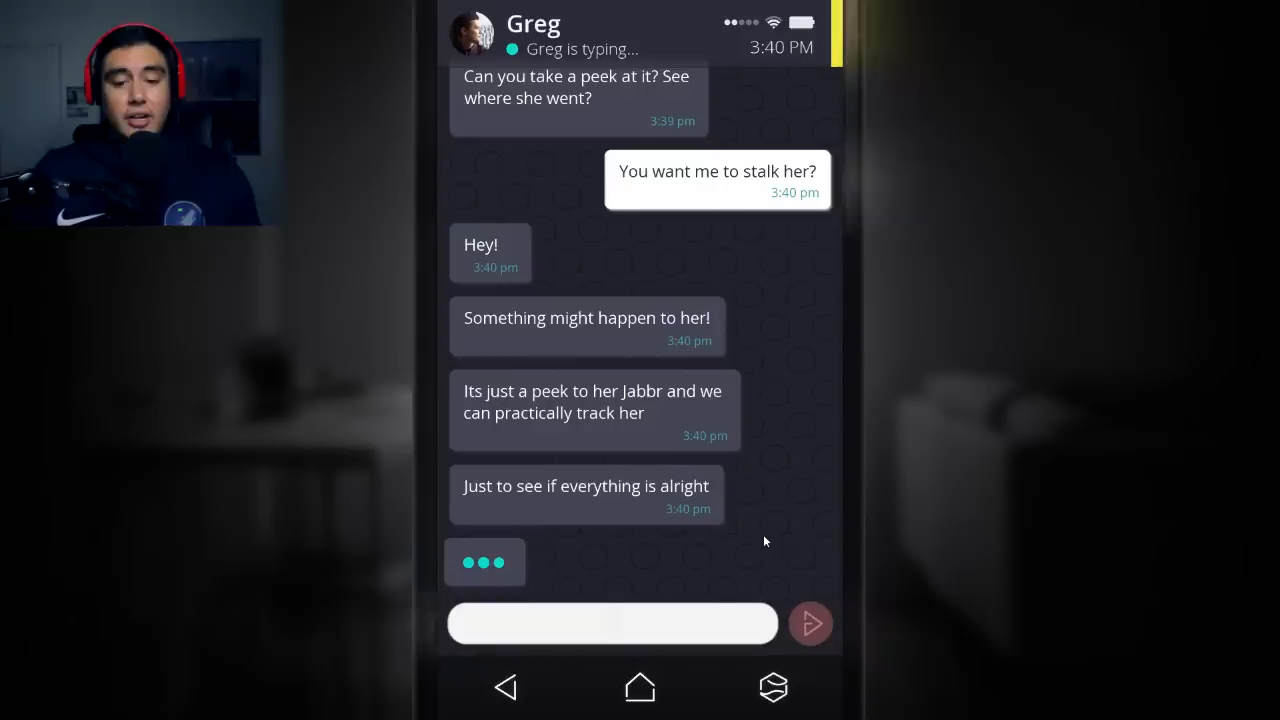 Greg
Greg is typing...
3:40 PM
Can you take a peek at it? See
where she went?
3:39 pm
You want me to stalk her?
3:40 pm
Hey!
3:40 pm
Something might happen to her!
3:40 pm
Its just a peek to her Jabbr and we
can practically track her
3:40 pm
Just to see if everything is alright
3:40 pm